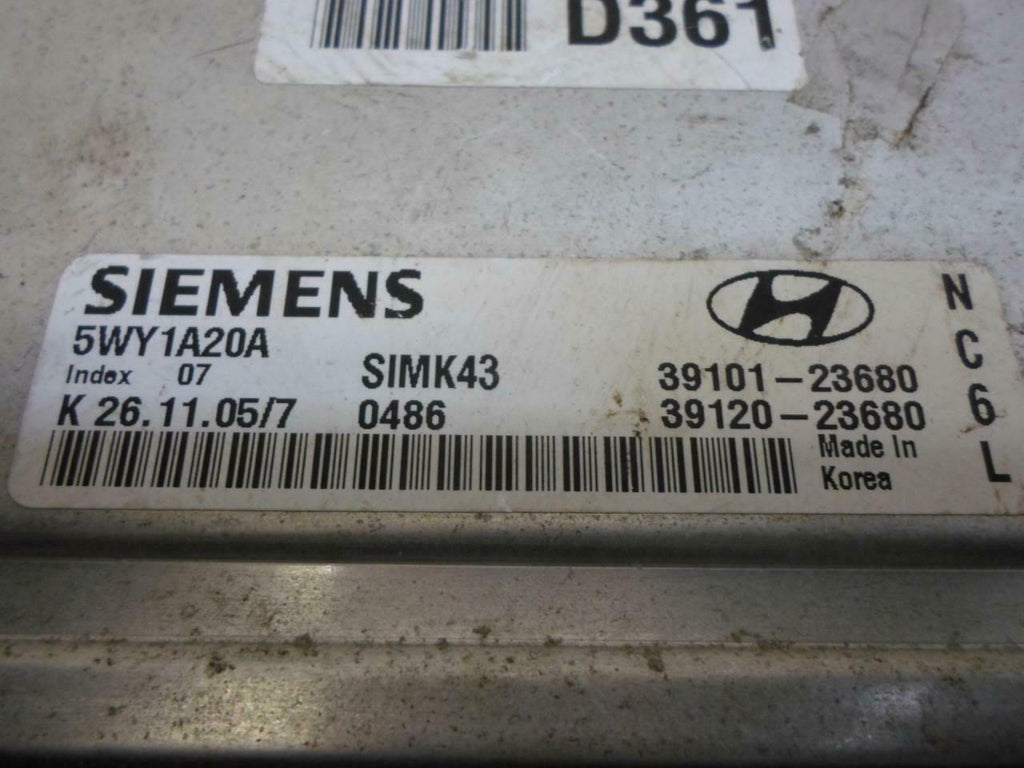 D361
SIEMENS
5WY1A20A
Index 07 SIMK43 39101-23680
K 26.11.05/7 0486 39120-23680
Made In
Korea
N
C
6
L